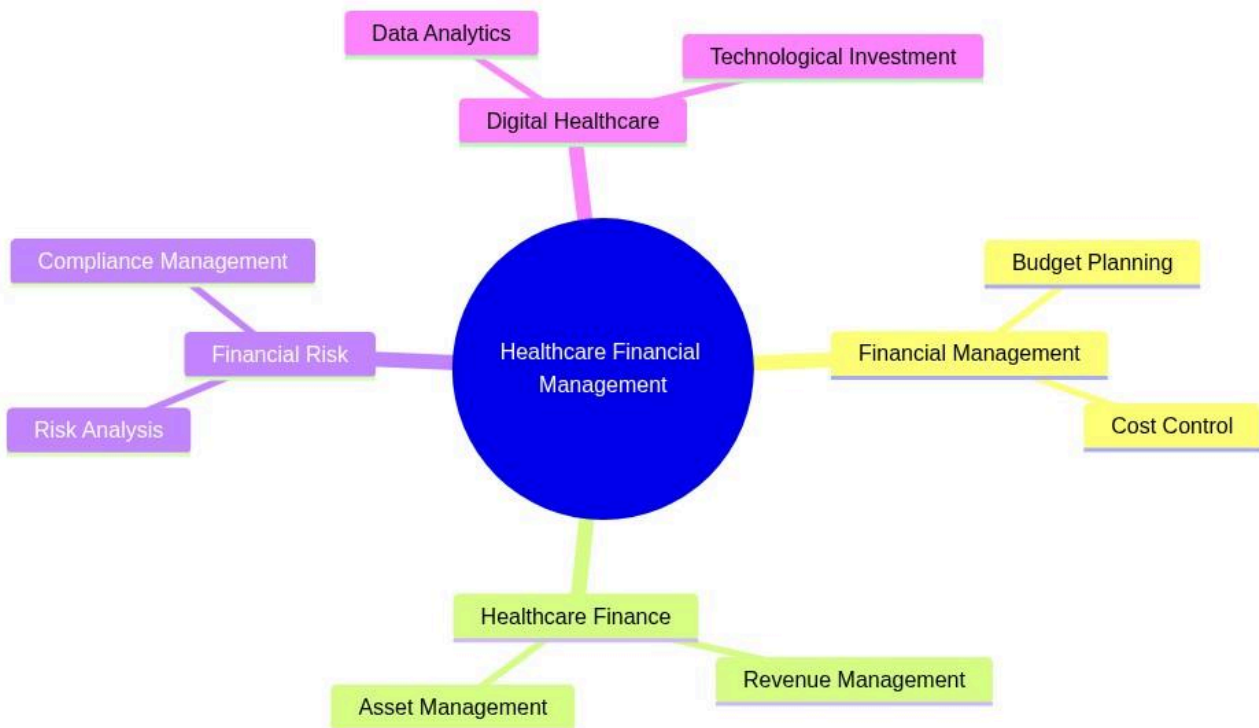 Data Analytics
Technological Investment
Digital Healthcare
Compliance Management
Financial Risk
Risk Analysis
Healthcare Financial
Management
Budget Planning
Financial Management
Cost Control
Healthcare Finance
Asset Management
Revenue Management